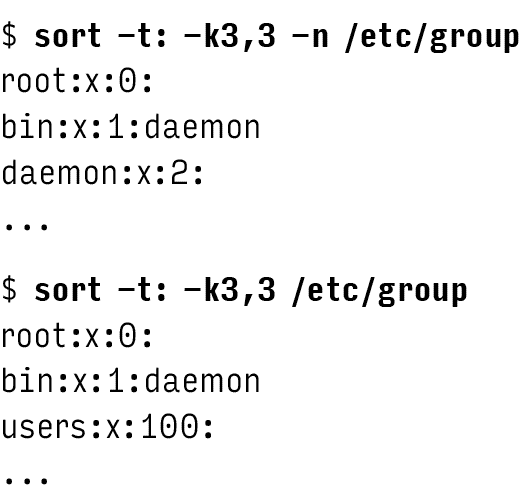 $ sort -t: -k3,3 -n /etc/group
root:x:0:
bin:x:1:daemon
daemon:x:2:
...
$ sort -t: -k3,3 /etc/group
root:x:0:
bin:x:1:daemon
users:x:100:
...